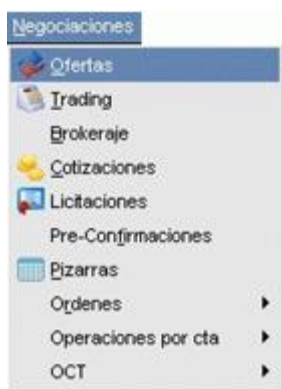 Negociaciones
Ofertas
Trading
Brokeraje
Cotizaciones
Licitaciones
Pre-Confirmaciones
Pizarras
Ordenes
Operaciones por cta
OCT